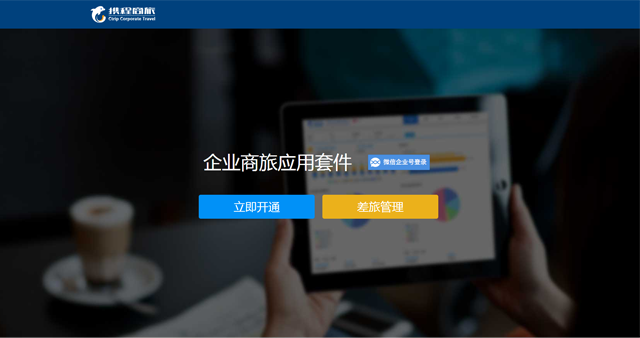 携程商旅
Ctrip Corporate Travel
企业商旅应用套件
微信企业号登录
立即开通
差旅管理